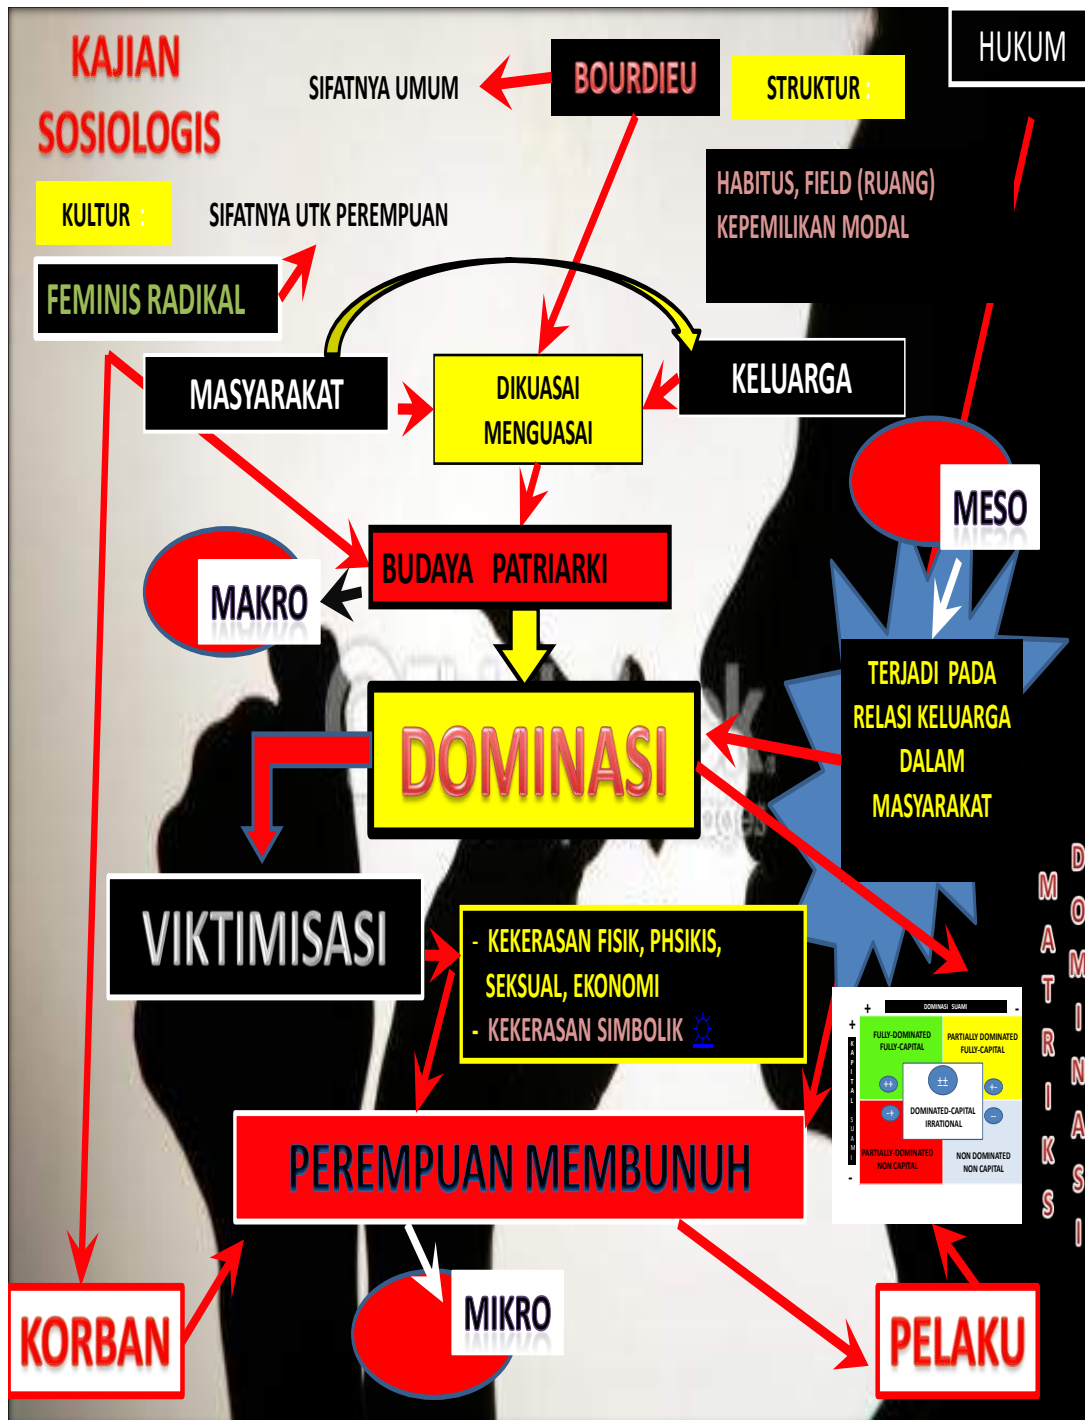 KAJIAN
SOSIOLOGIS
SIFATNYA UMUM
BOURDIEU
STRUKTUR :
HUKUM
HABITUS, FIELD (RUANG)
KEPEMILIKAN MODAL
KULTUR :
SIFATNYA UTK PEREMPUAN
FEMINIS RADIKAL
MASYARAKAT
DIKUASAI
MENGUASAI
KELUARGA
MESO
BUDAYA PATRIARKI
MAKRO
TERJADI PADA
RELASI KELUARGA
DALAM
MASYARAKAT
DOMINASI
VIKTIMISASI
- KEKERASAN FISIK, PHSIKIS,
SEKSUAL, EKONOMI
- KEKERASAN SIMBOLIK
MATRIKS
DOMINASI
+ DOMINASI SUAMI -
+
KAPITAL SUAMI
-
FULLY-DOMINATED
FULLY-CAPITAL
PARTIALLY DOMINATED
FULLY-CAPITAL
++
±±
+-
DOMINATED-CAPITAL
IRRATIONAL
-+
--
PARTIALLY-DOMINATED
NON CAPITAL
NON DOMINATED
NON CAPITAL
PEREMPUAN MEMBUNUH
KORBAN
MIKRO
PELAKU